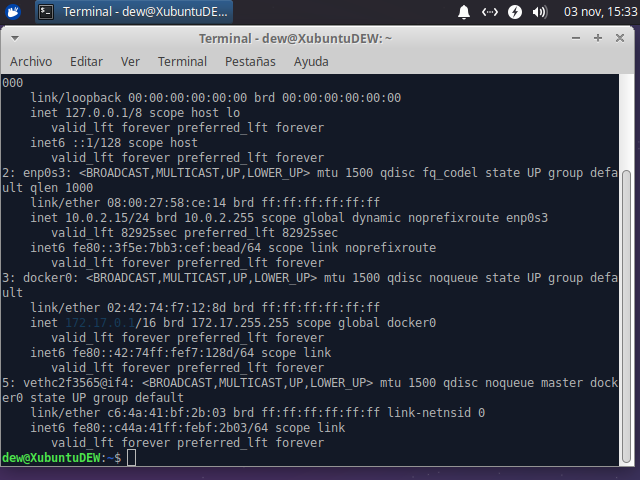 Terminal - dew@XubuntuDE...
03 nov, 15:33
Terminal - dew@XubuntuDEW: ~
Archivo Editar Ver Terminal Pestañas Ayuda
000
link/loopback 00:00:00:00:00:00 brd 00:00:00:00:00:00
inet 127.0.0.1/8 scope host lo
valid_lft forever preferred_lft forever
inet6 ::1/128 scope host
valid_lft forever preferred_lft forever
2: enp0s3: <BROADCAST,MULTICAST,UP,LOWER_UP> mtu 1500 qdisc fq_codel state UP group defa
ult qlen 1000
link/ether 08:00:27:58:ce:14 brd ff:ff:ff:ff:ff:ff
inet 10.0.2.15/24 brd 10.0.2.255 scope global dynamic noprefixroute enp0s3
valid_lft 82925sec preferred_lft 82925sec
inet6 fe80::3f5e:7bb3:cef:bead/64 scope link noprefixroute
valid_lft forever preferred_lft forever
3: docker0: <BROADCAST,MULTICAST,UP,LOWER_UP> mtu 1500 qdisc noqueue state UP group defa
ult
link/ether 02:42:74:f7:12:8d brd ff:ff:ff:ff:ff:ff
inet 172.17.0.1/16 brd 172.17.255.255 scope global docker0
valid_lft forever preferred_lft forever
inet6 fe80::42:74ff:fef7:128d/64 scope link
valid_lft forever preferred_lft forever
5: vethc2f3565@if4: <BROADCAST,MULTICAST,UP,LOWER_UP> mtu 1500 qdisc noqueue master dock
er0 state UP group default
link/ether c6:4a:41:bf:2b:03 brd ff:ff:ff:ff:ff:ff link-netnsid 0
inet6 fe80::c44a:41ff:febf:2b03/64 scope link
valid_lft forever preferred_lft forever
dew@XubuntuDEW:~$